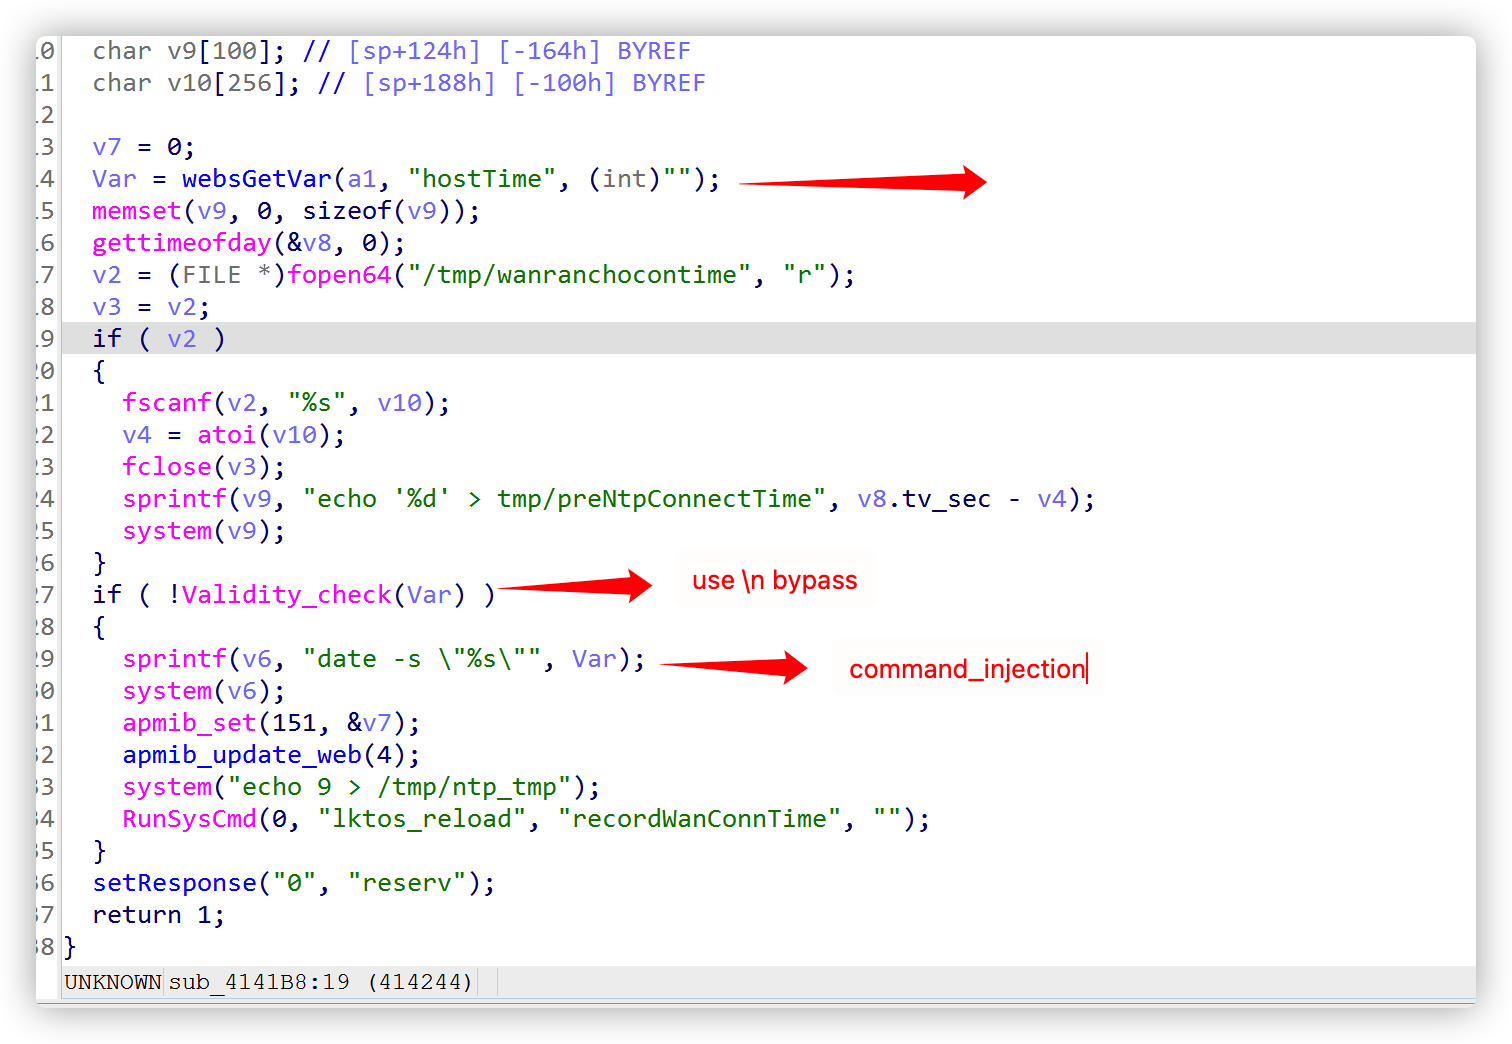 .0 char v9[100]; // [sp+124h] [-164h] BYREF
.1 char v10[256]; // [sp+188h] [-100h] BYREF
.2
.3 v7 = 0;
.4 Var = websGetVar(a1, "hostTime", (int)"");
.5 memset(v9, 0, sizeof(v9));
.6 gettimeofday(&v8, 0);
.7 v2 = (FILE *)fopen64("/tmp/wanranchocontime", "r");
.8 v3 = v2;
.9 if ( v2 )
20 {
21 fscanf(v2, "%s", v10);
22 v4 = atoi(v10);
23 fclose(v3);
24 sprintf(v9, "echo '%d' > tmp/preNtpConnectTime", v8.tv_sec - v4);
25 system(v9);
26 }
27 if ( !Validity_check(Var) ) use \n bypass
28 {
29 sprintf(v6, "date -s \"%s\"", Var); command_injection
30 system(v6);
31 apmib_set(151, &v7);
32 apmib_update_web(4);
33 system("echo 9 > /tmp/ntp_tmp");
34 RunSysCmd(0, "lktos_reload", "recordWanConnTime", "");
35 }
36 setResponse("0", "reserv");
37 return 1;
38 }
UNKNOWN sub_4141B8:19 (414244)